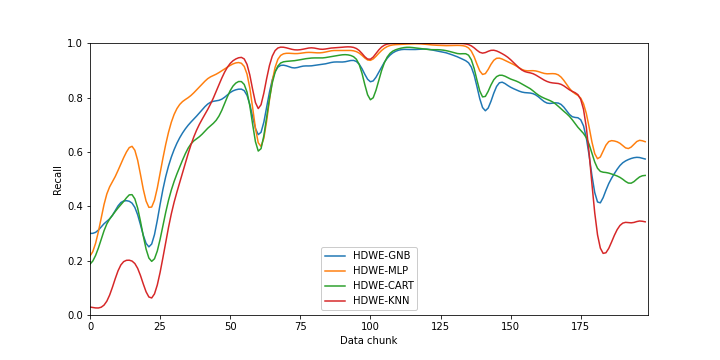 1.0
0.8
0.6
0.4
0.2
0.0
Recall
HDWE-GNB
HDWE-MLP
HDWE-CART
HDWE-KNN
0 25 50 75 100 125 150 175
Data chunk